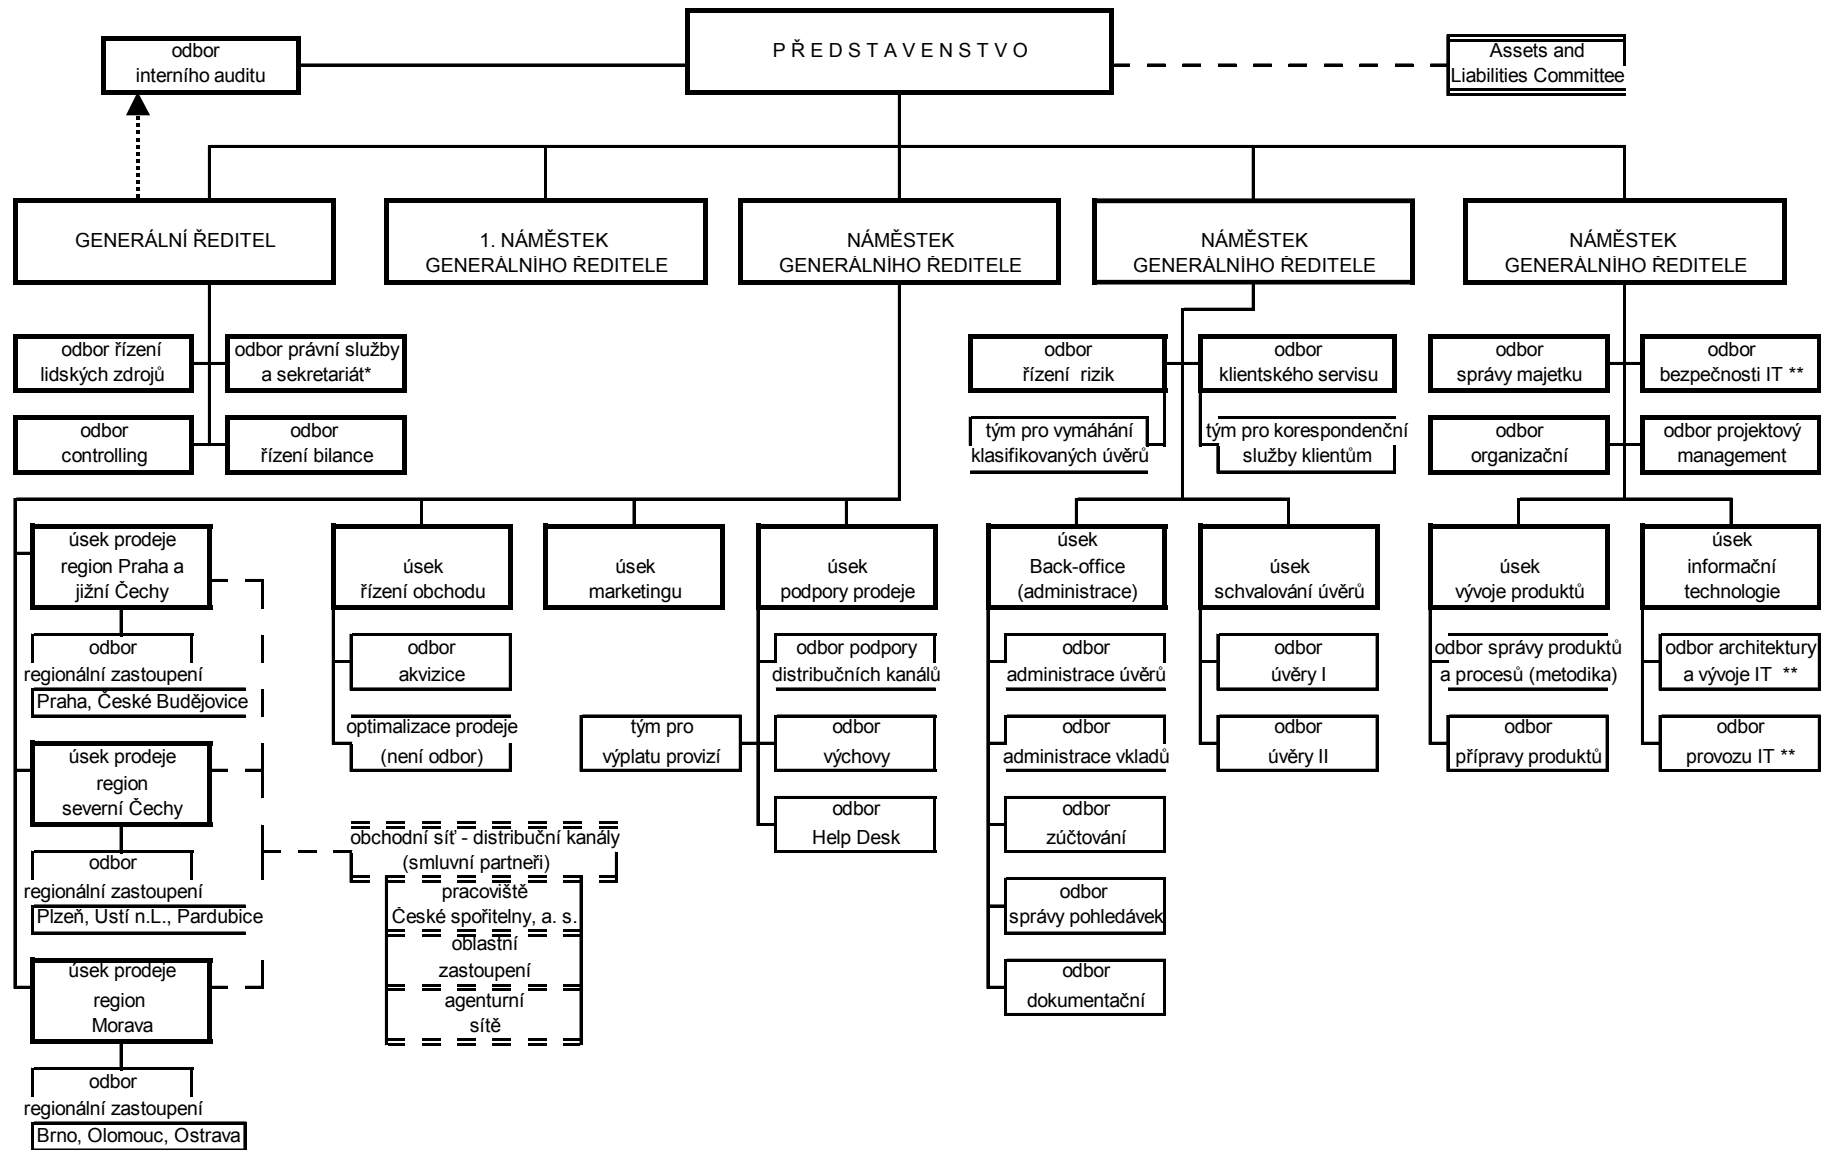 odbor
interního auditu
P Ř E D S T A V E N S T V O
Assets and
Liabilities Committee
GENERÁLNÍ ŘEDITEL
1. NÁMĚSTEK
GENERÁLNÍHO ŘEDITELE
NÁMĚSTEK
GENERÁLNÍHO ŘEDITELE
NÁMĚSTEK
GENERÁLNÍHO ŘEDITELE
NÁMĚSTEK
GENERÁLNÍHO ŘEDITELE
odbor řízení
lidských zdrojů
odbor právní služby
a sekretariát*
odbor
řízení rizik
odbor
klientského servisu
odbor
správy majetku
odbor
bezpečnosti IT **
odbor
controlling
odbor
řízení bilance
tým pro vymáhání
klasifikovaných úvěrů
tým pro korespondenční
služby klientům
odbor
organizační
odbor projektový
management
úsek prodeje
region Praha a
jižní Čechy
úsek
řízení obchodu
úsek
marketingu
úsek
podpory prodeje
úsek
Back-office
(administrace)
úsek
schvalování úvěrů
úsek
vývoje produktů
úsek
informační
technologie
odbor
regionální zastoupení
Praha, České Budějovice
odbor
akvizice
odbor podpory
distribučních kanálů
odbor
administrace úvěrů
odbor
úvěry I
odbor správy produktů
a procesů (metodika)
odbor architektury
a vývoje IT **
úsek prodeje
region
severní Čechy
optimalizace prodeje
(není odbor)
tým pro
výplatu provizí
odbor
výchovy
odbor
administrace vkladů
odbor
úvěry II
odbor
přípravy produktů
odbor
provozu IT **
odbor
Help Desk
odbor
zúčtování
obchodní síť - distribuční kanály
(smluvní partneři)
odbor
regionální zastoupení
Plzeň, Ustí n.L., Pardubice
pracoviště
České spořitelny, a. s.
odbor
správy pohledávek
oblastní
zastoupení
úsek prodeje
region
Morava
agenturní
sítě
odbor
dokumentační
odbor
regionální zastoupení
Brno, Olomouc, Ostrava